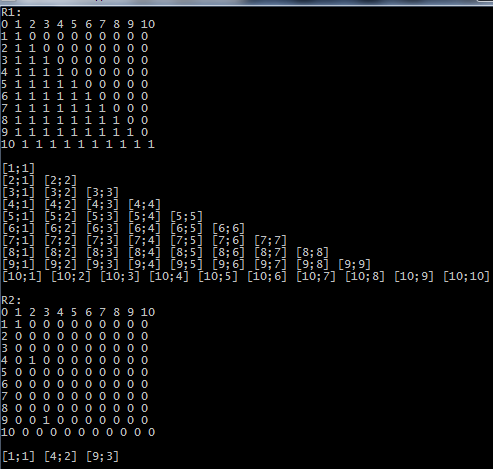 R1:
0 1 2 3 4 5 6 7 8 9 10
1 1 0 0 0 0 0 0 0 0 0
2 1 1 0 0 0 0 0 0 0 0
3 1 1 1 0 0 0 0 0 0 0
4 1 1 1 1 0 0 0 0 0 0
5 1 1 1 1 1 0 0 0 0 0
6 1 1 1 1 1 1 0 0 0 0
7 1 1 1 1 1 1 1 0 0 0
8 1 1 1 1 1 1 1 1 0 0
9 1 1 1 1 1 1 1 1 1 0
10 1 1 1 1 1 1 1 1 1 1
[1;1]
[2;1] [2;2]
[3;1] [3;2] [3;3]
[4;1] [4;2] [4;3] [4;4]
[5;1] [5;2] [5;3] [5;4] [5;5]
[6;1] [6;2] [6;3] [6;4] [6;5] [6;6]
[7;1] [7;2] [7;3] [7;4] [7;5] [7;6] [7;7]
[8;1] [8;2] [8;3] [8;4] [8;5] [8;6] [8;7] [8;8]
[9;1] [9;2] [9;3] [9;4] [9;5] [9;6] [9;7] [9;8] [9;9]
[10;1] [10;2] [10;3] [10;4] [10;5] [10;6] [10;7] [10;8] [10;9] [10;10]
R2:
0 1 2 3 4 5 6 7 8 9 10
1 1 0 0 0 0 0 0 0 0 0
2 0 0 0 0 0 0 0 0 0 0
3 0 0 0 0 0 0 0 0 0 0
4 0 1 0 0 0 0 0 0 0 0
5 0 0 0 0 0 0 0 0 0 0
6 0 0 0 0 0 0 0 0 0 0
7 0 0 0 0 0 0 0 0 0 0
8 0 0 0 0 0 0 0 0 0 0
9 0 0 1 0 0 0 0 0 0 0
10 0 0 0 0 0 0 0 0 0 0
[1;1] [4;2] [9;3]